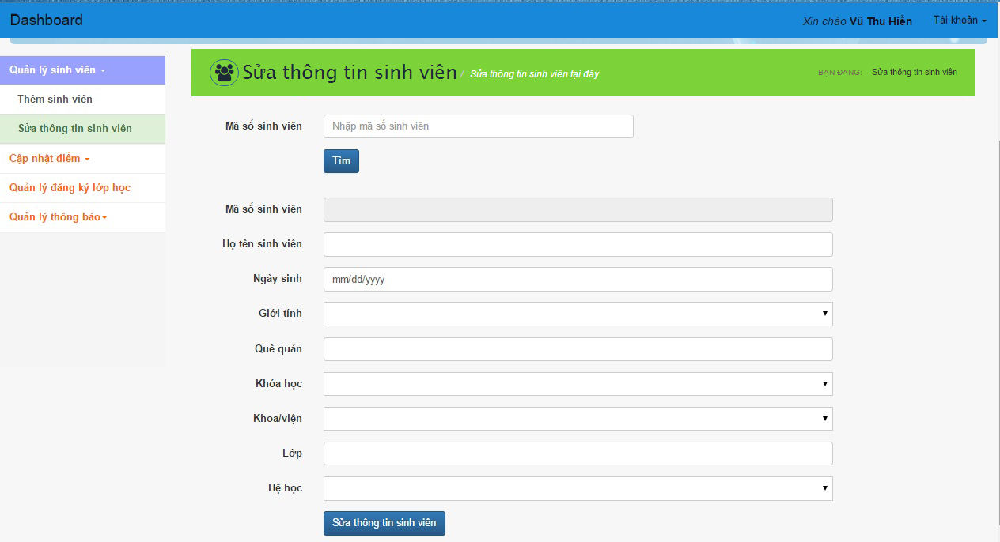 Dashboard
Xin chào Vũ Thu Hiền
Tài khoản
Quản lý sinh viên
Thêm sinh viên
Sửa thông tin sinh viên
Cập nhật điểm
Quản lý đăng ký lớp học
Quản lý thông báo
Sửa thông tin sinh viên / Sửa thông tin sinh viên tại đây
BẠN ĐANG: Sửa thông tin sinh viên
Mã số sinh viên
Nhập mã số sinh viên
Tìm
Mã số sinh viên
Họ tên sinh viên
Ngày sinh
mm/dd/yyyy
Giới tính
Quê quán
Khóa học
Khoa/viện
Lớp
Hệ học
Sửa thông tin sinh viên